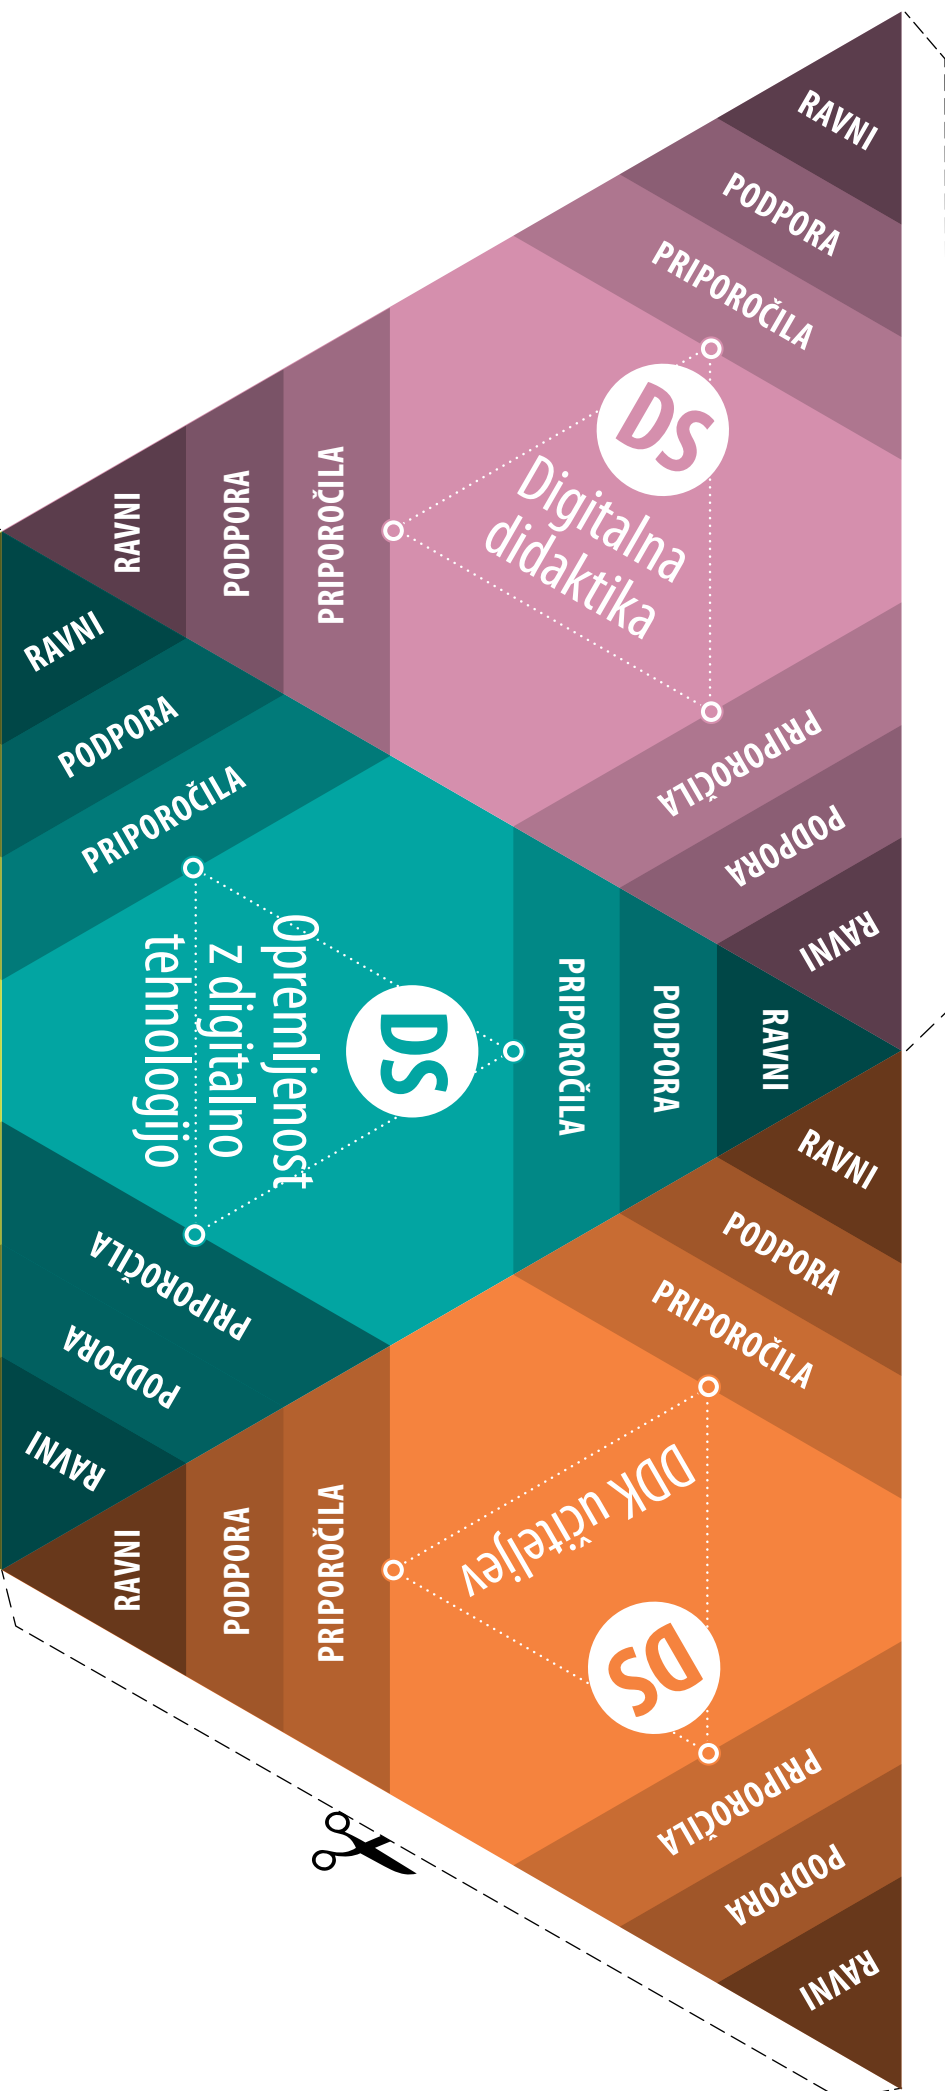 RAVNI
PODPORA
PRIPOROČILA
DS
Digitalna
didaktika
RAVNI
PODPORA
PRIPOROČILA
PRIPOROČILA
PODPORA
RAVNI
RAVNI
PODPORA
PRIPOROČILA
DS
Opremljenost
z digitalno
tehnologijo
PRIPOROČILA
PODPORA
RAVNI
PRIPOROČILA
PODPORA
RAVNI
RAVNI
PODPORA
PRIPOROČILA
DDK učiteljev
DS
RAVNI
PODPORA
PRIPOROČILA
PRIPOROČILA
PODPORA
RAVNI